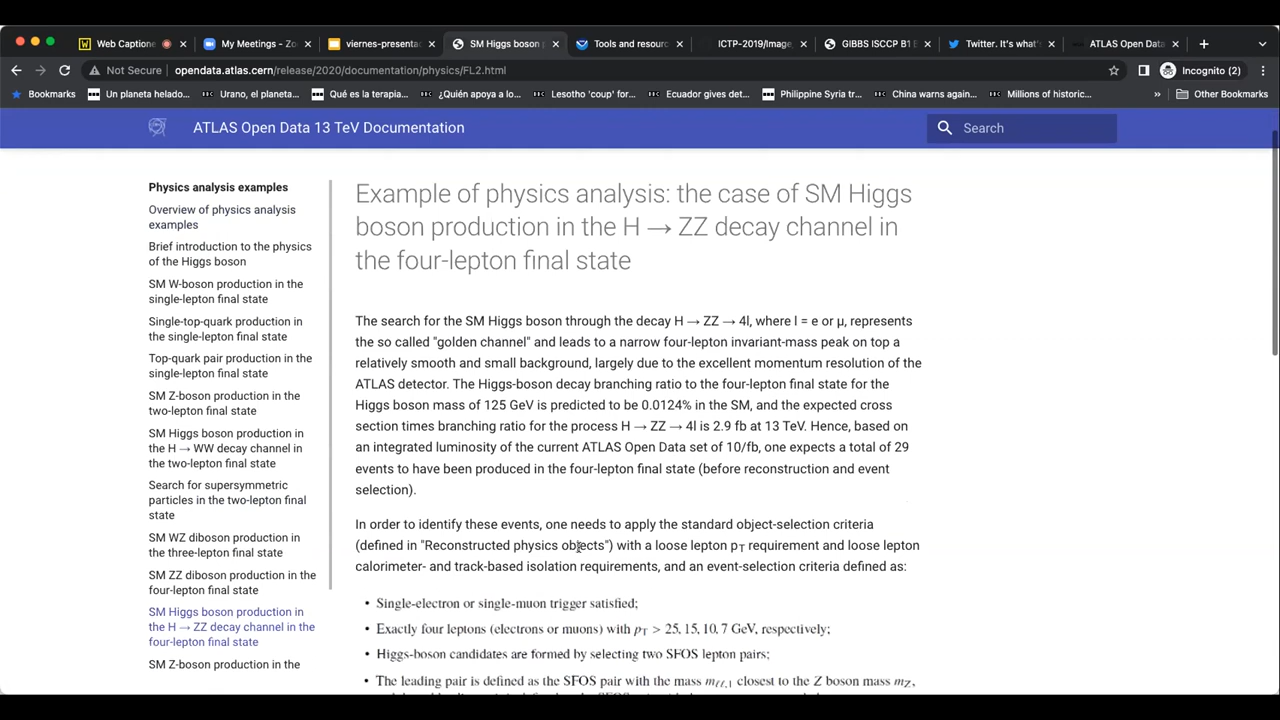 Web Captione
My Meetings - Zo
viernes-presenta
SM Higgs boson
Tools and resour
ICTP-2019/Image
GIBBS ISCCP B1 E
Twitter. It's what'
ATLAS Open Data
Not Secure opendata.atlas.cern/release/2020/documentation/physics/FL2.html
Incognito (2)
Bookmarks
Un planeta helado...
Urano, el planeta...
Qué es la terapia...
¿Quién apoya a lo...
Lesotho 'coup' for...
Ecuador gives det...
Philippine Syria tr...
China warns again...
Millions of historic...
»
Other Bookmarks
ATLAS Open Data 13 TeV Documentation
Search
Physics analysis examples
Overview of physics analysis
examples
Brief introduction to the physics
of the Higgs boson
SM W-boson production in the
single-lepton final state
Single-top-quark production in
the single-lepton final state
Top-quark pair production in the
single-lepton final state
SM Z-boson production in the
two-lepton final state
SM Higgs boson production in
the H → WW decay channel in
the two-lepton final state
Search for supersymmetric
particles in the two-lepton final
state
SM WZ diboson production in
the three-lepton final state
SM ZZ diboson production in the
four-lepton final state
SM Higgs boson production in
the H → ZZ decay channel in the
four-lepton final state
SM Z-boson production in the
Example of physics analysis: the case of SM Higgs
boson production in the H → ZZ decay channel in
the four-lepton final state
The search for the SM Higgs boson through the decay H → ZZ → 4l, where l = e or μ, represents
the so called "golden channel" and leads to a narrow four-lepton invariant-mass peak on top a
relatively smooth and small background, largely due to the excellent momentum resolution of the
ATLAS detector. The Higgs-boson decay branching ratio to the four-lepton final state for the
Higgs boson mass of 125 GeV is predicted to be 0.0124% in the SM, and the expected cross
section times branching ratio for the process H → ZZ → 4l is 2.9 fb at 13 TeV. Hence, based on
an integrated luminosity of the current ATLAS Open Data set of 10/fb, one expects a total of 29
events to have been produced in the four-lepton final state (before reconstruction and event
selection).
In order to identify these events, one needs to apply the standard object-selection criteria
(defined in "Reconstructed physics objects") with a loose lepton pT requirement and loose lepton
calorimeter- and track-based isolation requirements, and an event-selection criteria defined as:
• Single-electron or single-muon trigger satisfied;
• Exactly four leptons (electrons or muons) with pT > 25, 15, 10, 7 GeV, respectively;
• Higgs-boson candidates are formed by selecting two SFOS lepton pairs;
• The leading pair is defined as the SFOS pair with the mass mℓℓ,1 closest to the Z boson mass mZ,